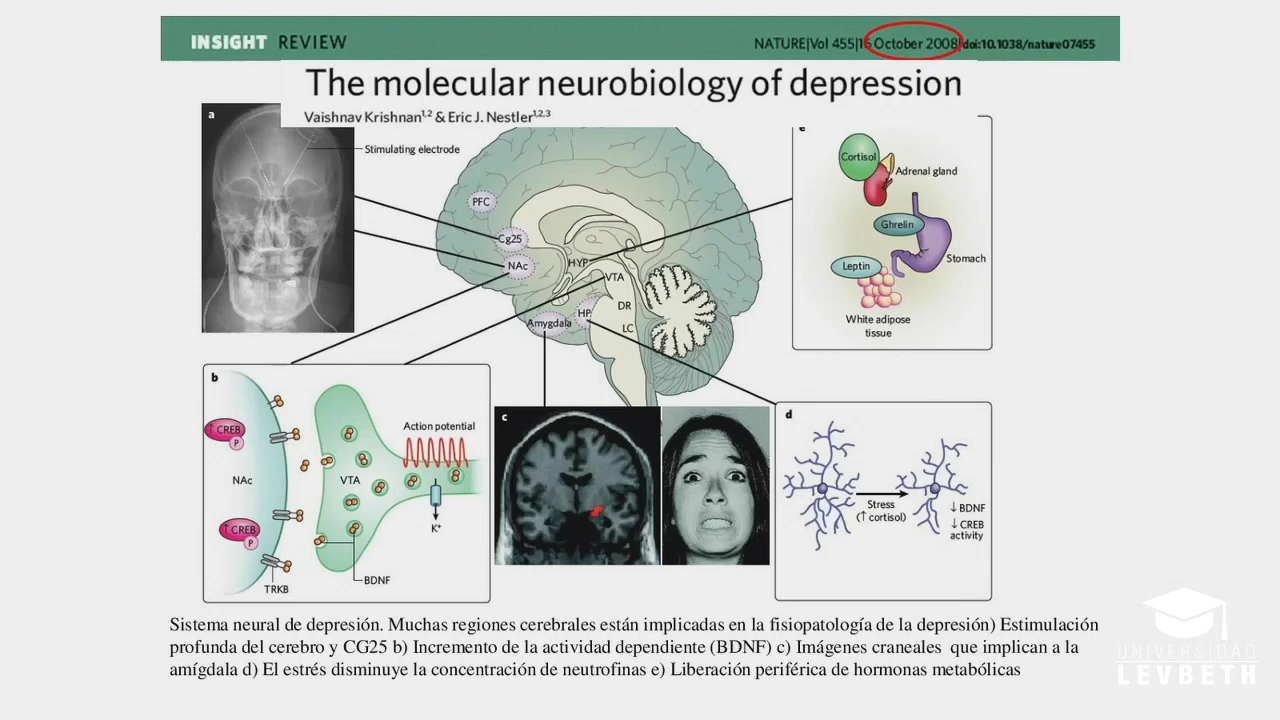 INSIGHT REVIEW
NATURE|Vol 455|16 October 2008|doi:10.1038/nature07455
The molecular neurobiology of depression
Vaishnav Krishnan1,2 & Eric J. Nestler1,2,3
a
Stimulating electrode
PFC
Cg25
NAc
HYP
VTA
DR
HP
LC
Amygdala
e
Cortisol
Adrenal gland
Ghrelin
Stomach
Leptin
White adipose
tissue
b
↑CREB
P
NAc
↑CREB
P
TRKB
VTA
Action potential
K+
BDNF
c
d
Stress
(↑ cortisol)
↓ BDNF
↓ CREB
activity
Sistema neural de depresión. Muchas regiones cerebrales están implicadas en la fisiopatología de la depresión) Estimulación
profunda del cerebro y CG25 b) Incremento de la actividad dependiente (BDNF) c) Imágenes craneales que implican a la
amígdala d) El estrés disminuye la concentración de neutrofinas e) Liberación periférica de hormonas metabólicas
UNIVERSIDAD
LEVBETH